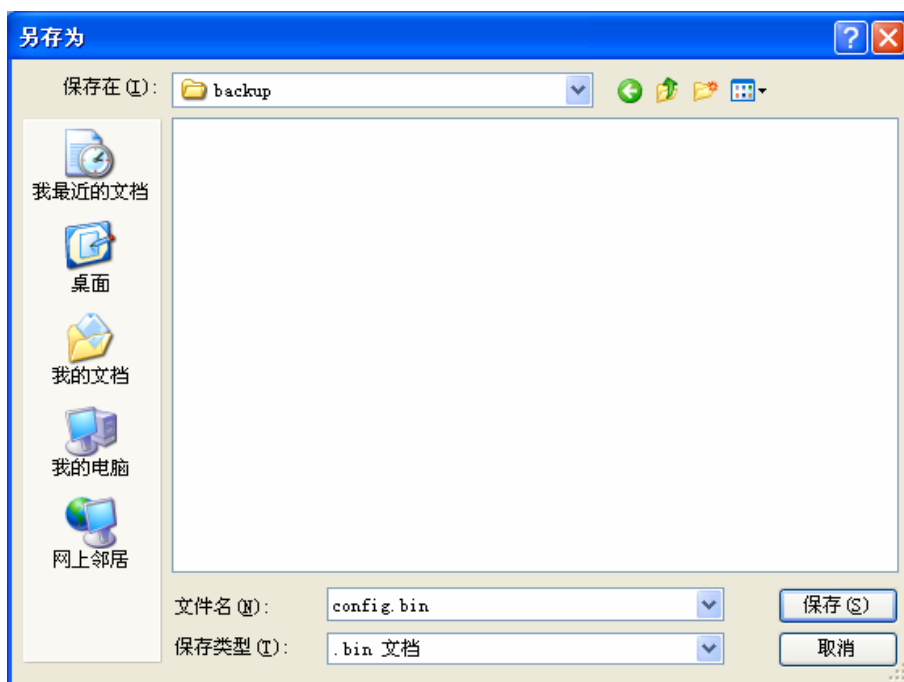 另存为
保存在(I):
backup
我最近的文档
桌面
我的文档
我的电脑
网上邻居
文件名(N):
config.bin
保存(S)
保存类型(T):
.bin 文档
取消